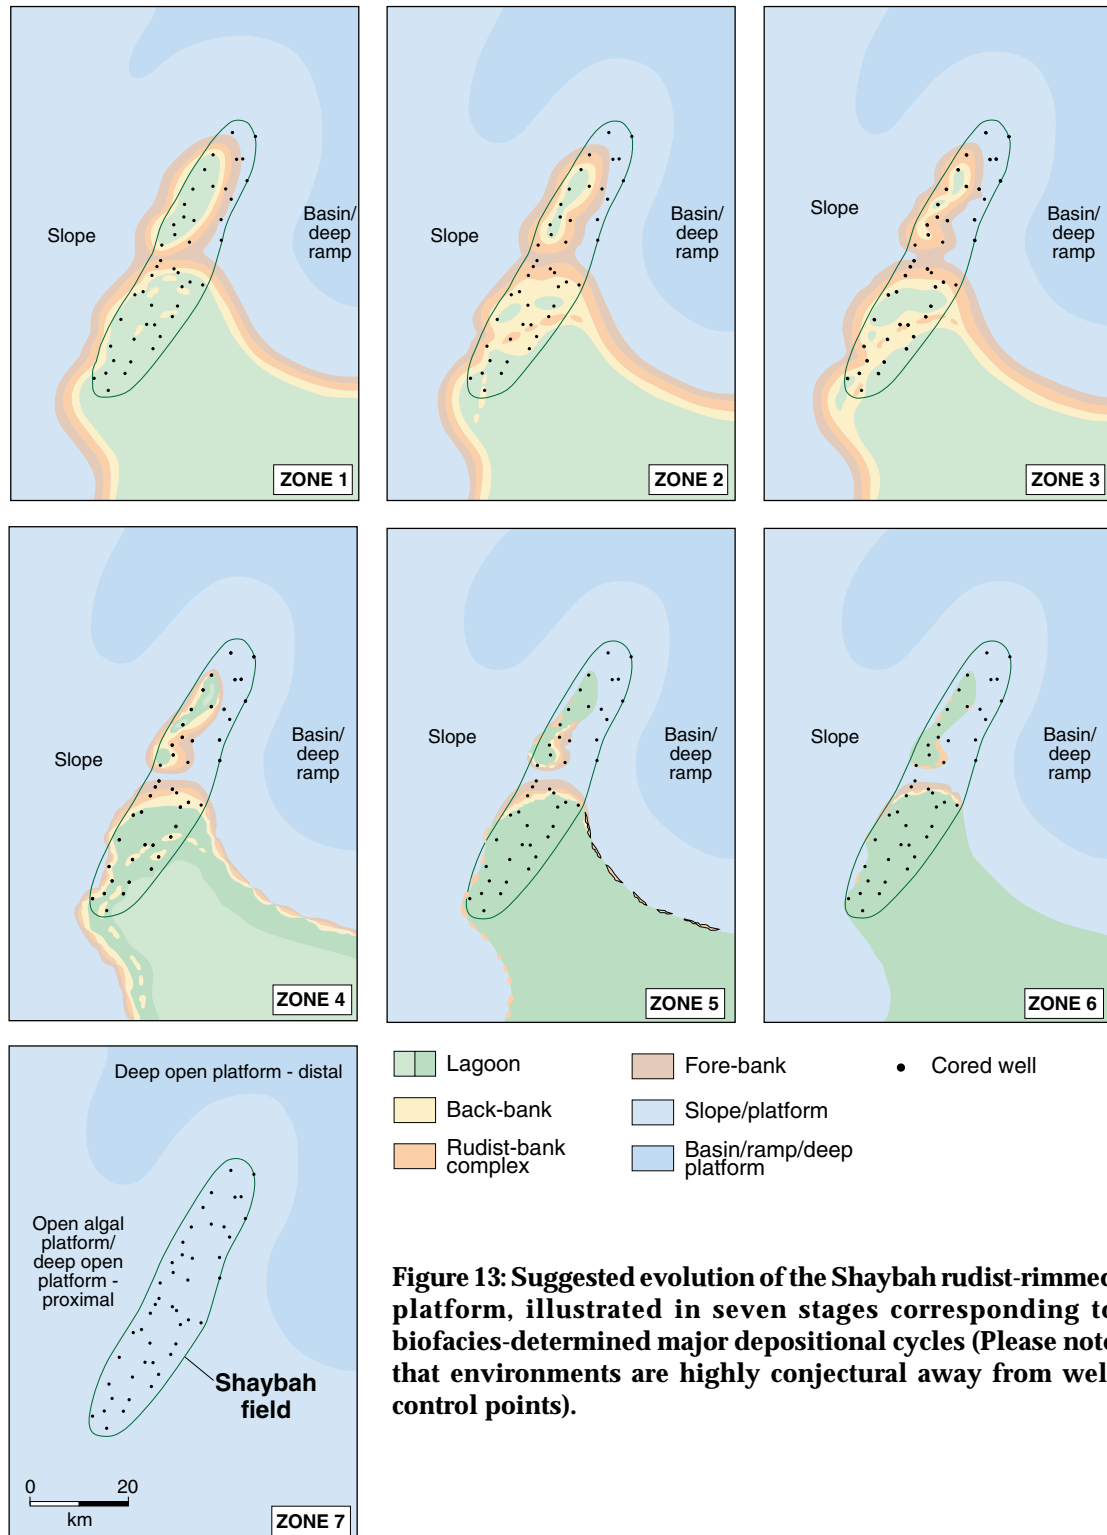 Slope
Basin/
deep
ramp
ZONE 1
Slope
Basin/
deep
ramp
ZONE 2
Slope
Basin/
deep
ramp
ZONE 3
Slope
Basin/
deep
ramp
ZONE 4
Slope
Basin/
deep
ramp
ZONE 5
Slope
Basin/
deep
ramp
ZONE 6
Deep open platform - distal
Open algal
platform/
deep open
platform -
proximal
Shaybah
field
0 20
km
ZONE 7
Lagoon
Back-bank
Rudist-bank
complex
Fore-bank
Slope/platform
Basin/ramp/deep
platform
Cored well
Figure 13: Suggested evolution of the Shaybah rudist-rimmed
platform, illustrated in seven stages corresponding to
biofacies-determined major depositional cycles (Please note
that environments are highly conjectural away from well
control points).